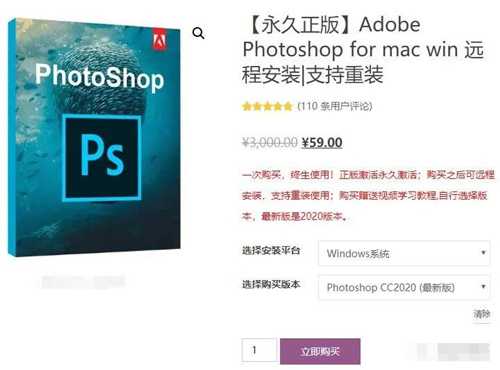 PhotoShop
Ps
【永久正版】Adobe
Photoshop for mac win 远
程安装|支持重装
(110 条用户评论)
¥3,000.00 ¥59.00
一次购买，终生使用！正版激活永久激活；购买之后可远程
安装，支持重装使用；购买赠送视频学习教程,自行选择版
本，最新版是2020版本。
选择安装平台
Windows系统
选择购买版本
Photoshop CC2020 (最新版)
清除
1
立即购买